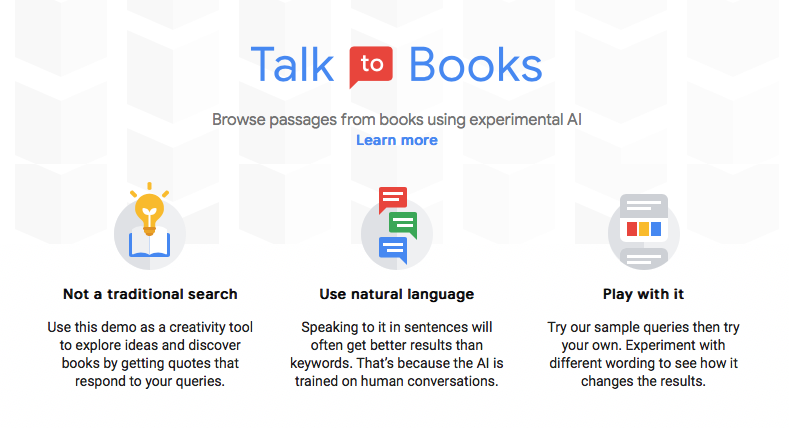 Talk to Books
Browse passages from books using experimental AI
Learn more
Not a traditional search
Use this demo as a creativity tool
to explore ideas and discover
books by getting quotes that
respond to your queries.
Use natural language
Speaking to it in sentences will
often get better results than
keywords. That’s because the AI is
trained on human conversations.
Play with it
Try our sample queries then try
your own. Experiment with
different wording to see how it
changes the results.